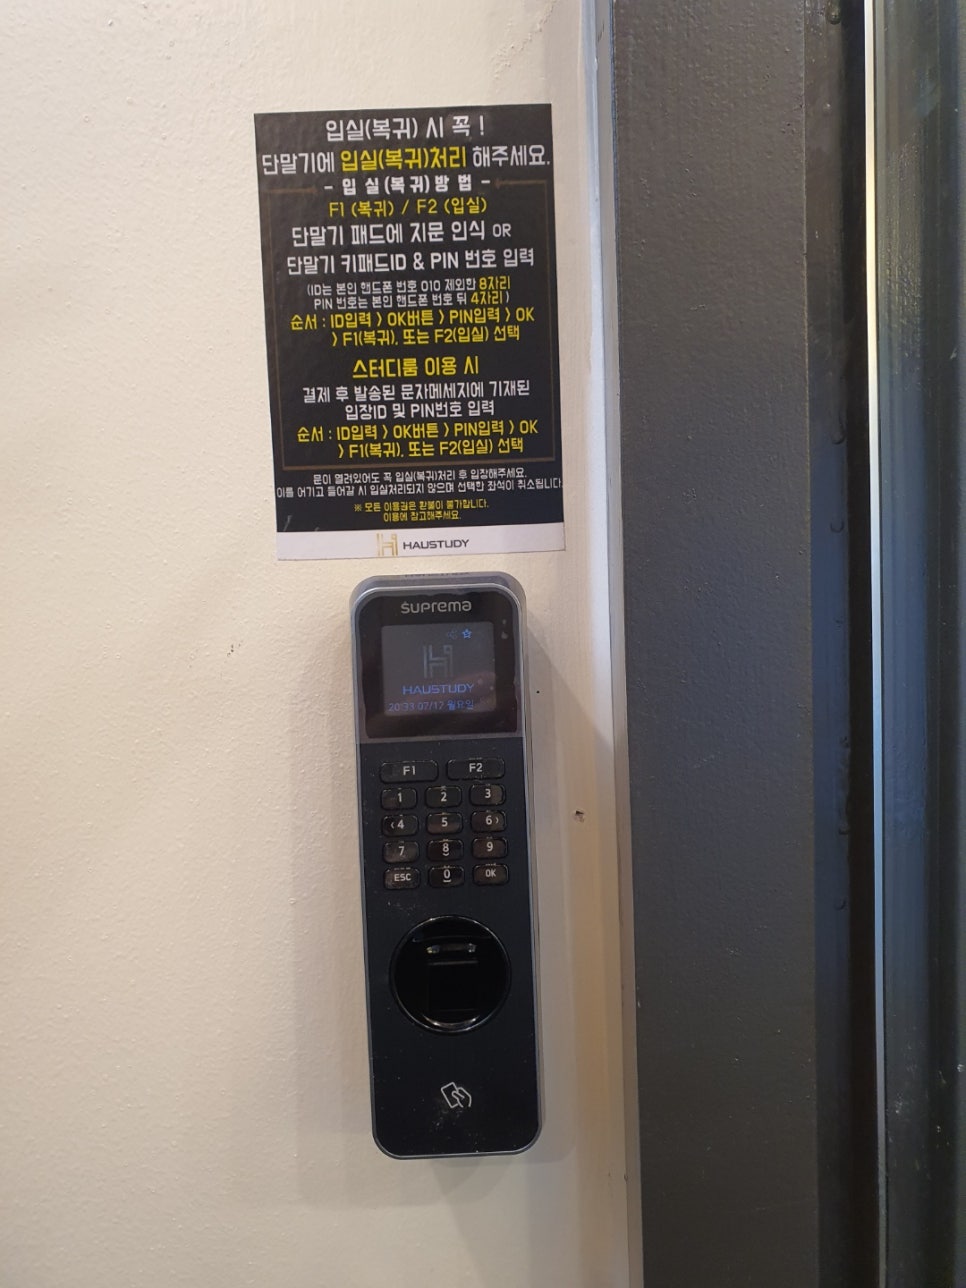 입실(복귀) 시 꼭 !
단말기에 입실(복귀)처리 해주세요.
- 입 실 (복귀) 방 법 -
F1 (복귀) / F2 (입실)
단말기 패드에 지문 인식 OR
단말기 키패드ID & PIN 번호 입력
(ID는 본인 핸드폰 번호 010 제외한 8자리
PIN 번호는 본인 핸드폰 번호 뒤 4자리)
순서 : ID입력 > OK버튼 > PIN입력 > OK
> F1(복귀), 또는 F2(입실) 선택
스터디룸 이용 시
결제 후 발송된 문자메세지에 기재된
입장ID 및 PIN번호 입력
순서 : ID입력 > OK버튼 > PIN입력 > OK
> F1(복귀), 또는 F2(입실) 선택
문이 열려있어도 꼭 입실(복귀)처리 후 입장해주세요.
이를 어기고 들어갈 시 입실처리되지 않으며 선택한 좌석이 취소됩니다.
※ 모든 이용권은 환불이 불가합니다.
이용에 참고해주세요.
HAUSTUDY
suprema
HAUSTUDY
20:33 07/12 월요일
F1 F2
1 2 3
4 5 6
7 8 9
ESC 0 OK